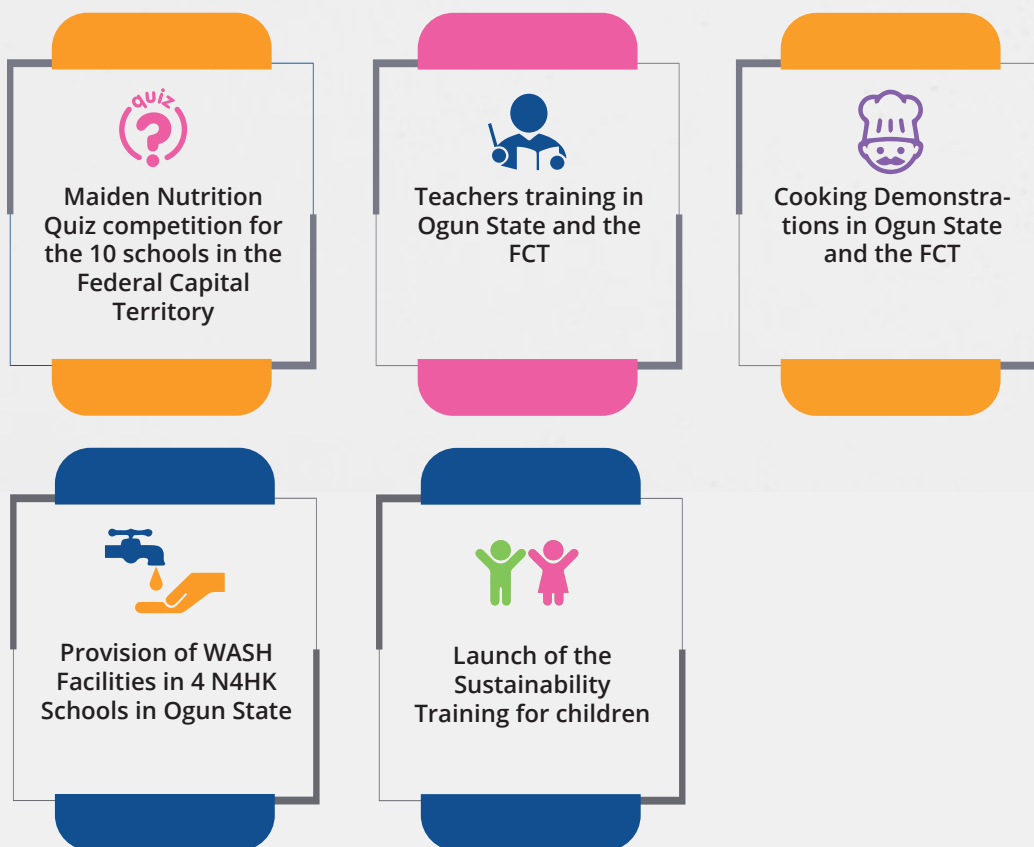 quiz
Maiden Nutrition
Quiz competition for
the 10 schools in the
Federal Capital
Territory
Teachers training in
Ogun State and the
FCT
Cooking Demonstra-
tions in Ogun State
and the FCT
Provision of WASH
Facilities in 4 N4HK
Schools in Ogun State
Launch of the
Sustainability
Training for children